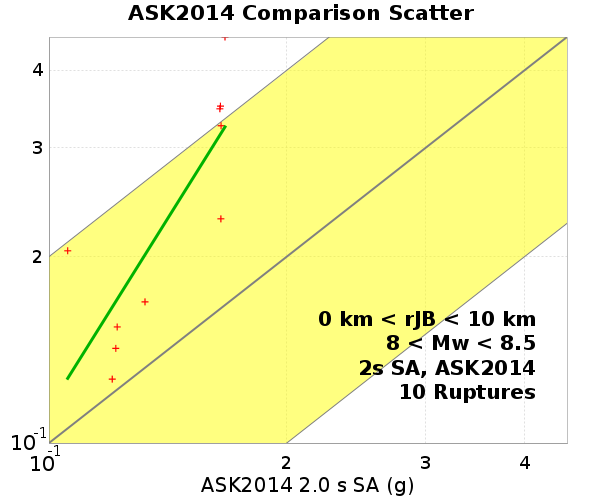 ASK2014 Comparison Scatter
4
3
2
10-1
0 km < rJB < 10 km
8 < Mw < 8.5
2s SA, ASK2014
10 Ruptures
10-1
2
3
4
ASK2014 2.0 s SA (g)